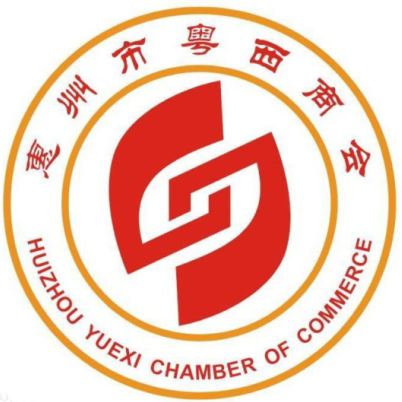 惠州市粤西商会
HUIZHOU YUEXI CHAMBER OF COMMERCE